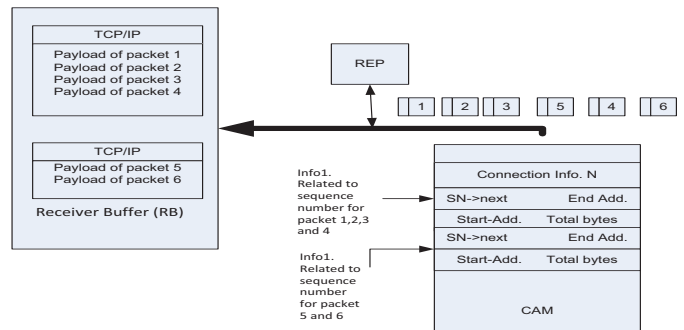 TCP/IP
Payload of packet 1
Payload of packet 2
Payload of packet 3
Payload of packet 4
TCP/IP
Payload of packet 5
Payload of packet 6
Receiver Buffer (RB)
REP
1 2 3 5 4 6
Info1.
Related to
sequence
number for
packet 1,2,3
and 4
Info1.
Related to
sequence
number
for packet
5 and 6
Connection Info. N
SN->next End Add.
Start-Add. Total bytes
SN->next End Add.
Start-Add. Total bytes
CAM